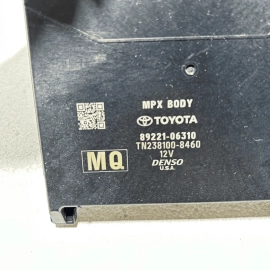 MPX BODY
TOYOTA
89221-06310
TN238100-8460
12V
MQ
DENSO
U.S.A.